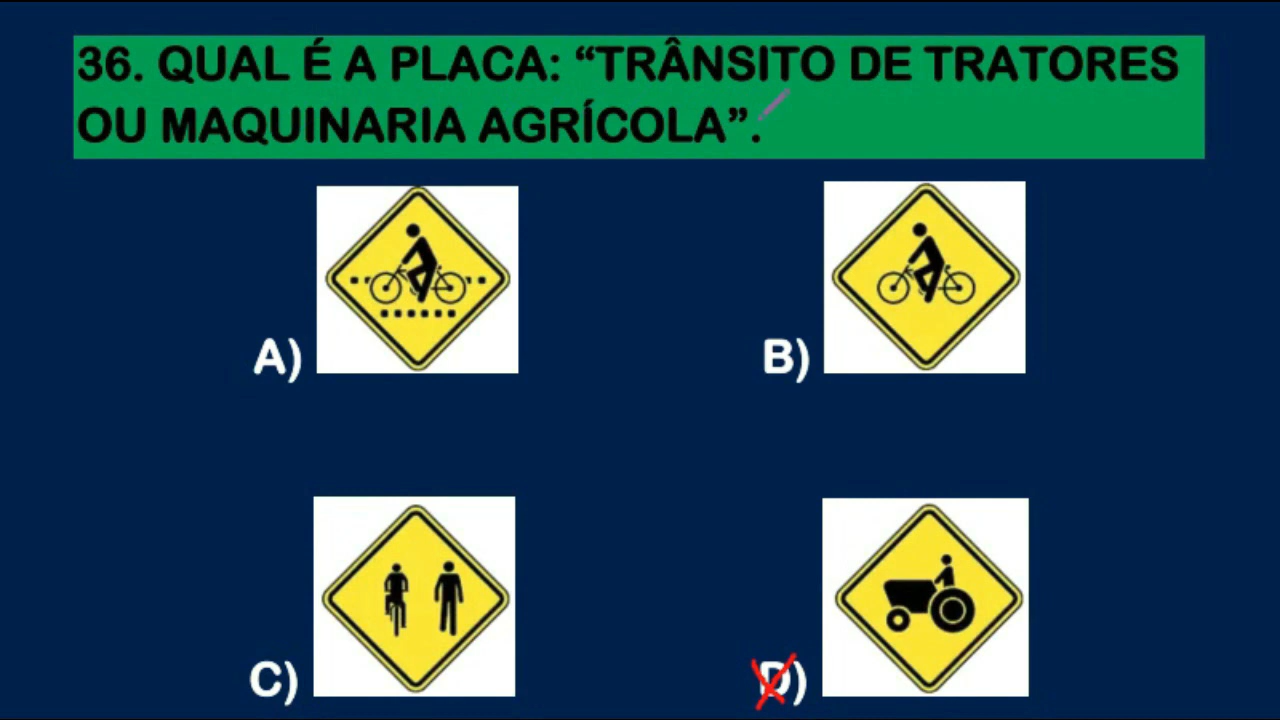 36. QUAL É A PLACA: “TRÂNSITO DE TRATORES
OU MAQUINARIA AGRÍCOLA”.
A)
B)
C)
D)